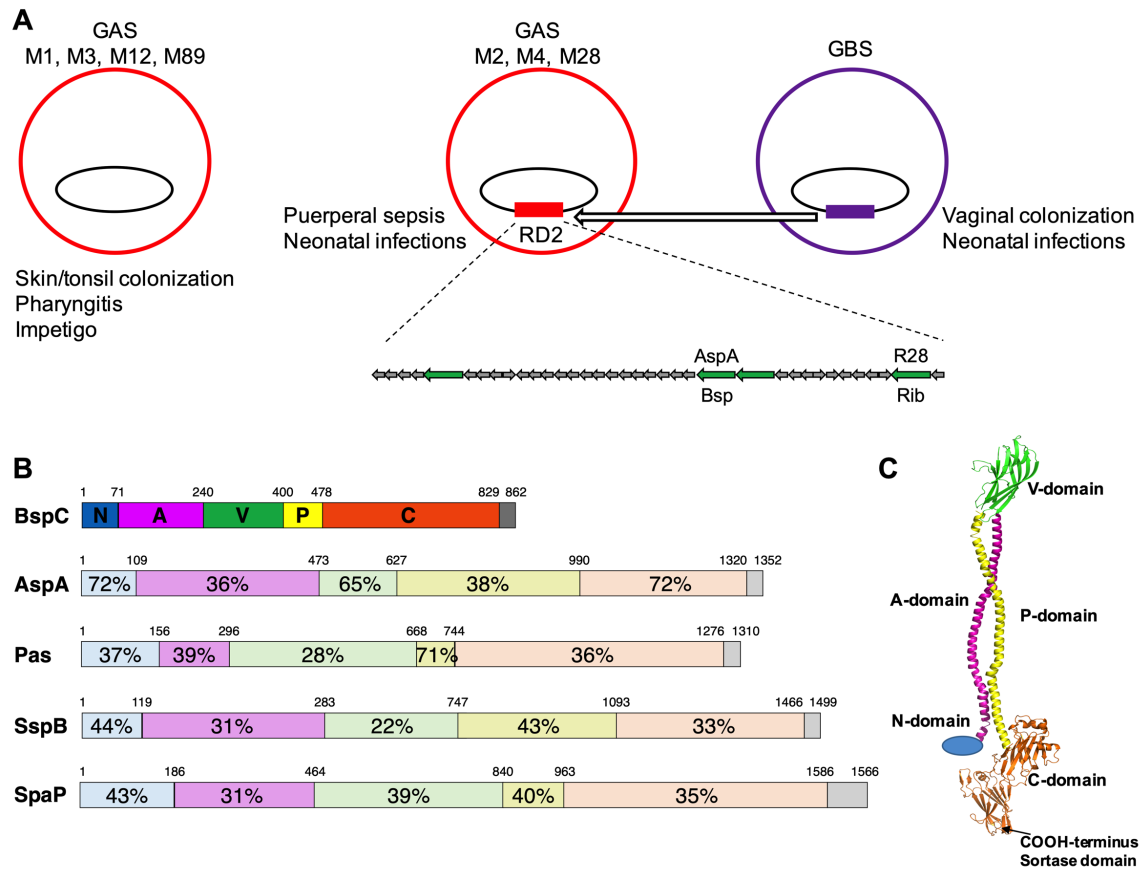 A
GAS
M1, M3, M12, M89
Skin/tonsil colonization
Pharyngitis
Impetigo
GAS
M2, M4, M28
Puerperal sepsis
Neonatal infections
RD2
GBS
Vaginal colonization
Neonatal infections
AspA
R28
Bsp
Rib
B
1 71 240 400 478 829 862
BspC N A V P C
1 109 473 627 990 1320 1352
AspA 72% 36% 65% 38% 72%
1 156 296 668 744 1276 1310
Pas 37% 39% 28% 71% 36%
1 119 283 747 1093 1466 1499
SspB 44% 31% 22% 43% 33%
1 186 464 840 963 1586 1566
SpaP 43% 31% 39% 40% 35%
C
V-domain
A-domain
P-domain
N-domain
C-domain
COOH-terminus
Sortase domain